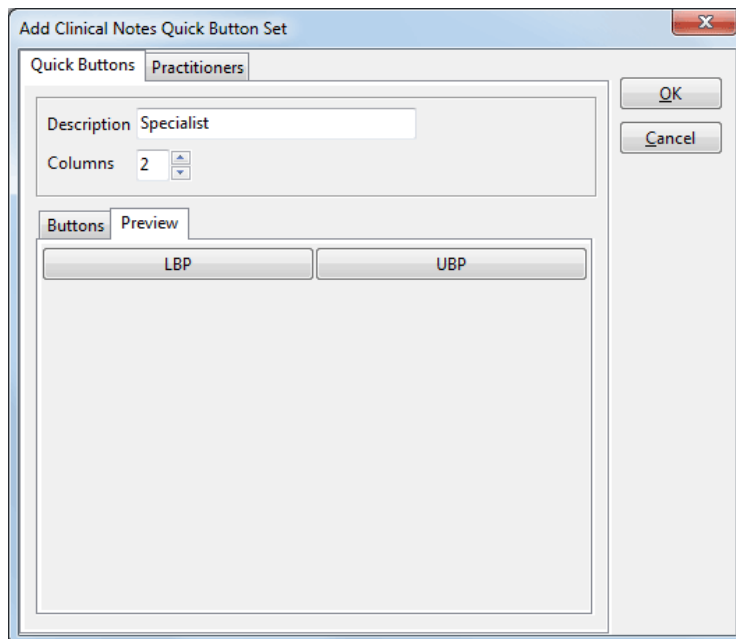 Add Clinical Notes Quick Button Set
X
Quick Buttons Practitioners
Description Specialist
Columns 2
OK
Cancel
Buttons Preview
LBP UBP